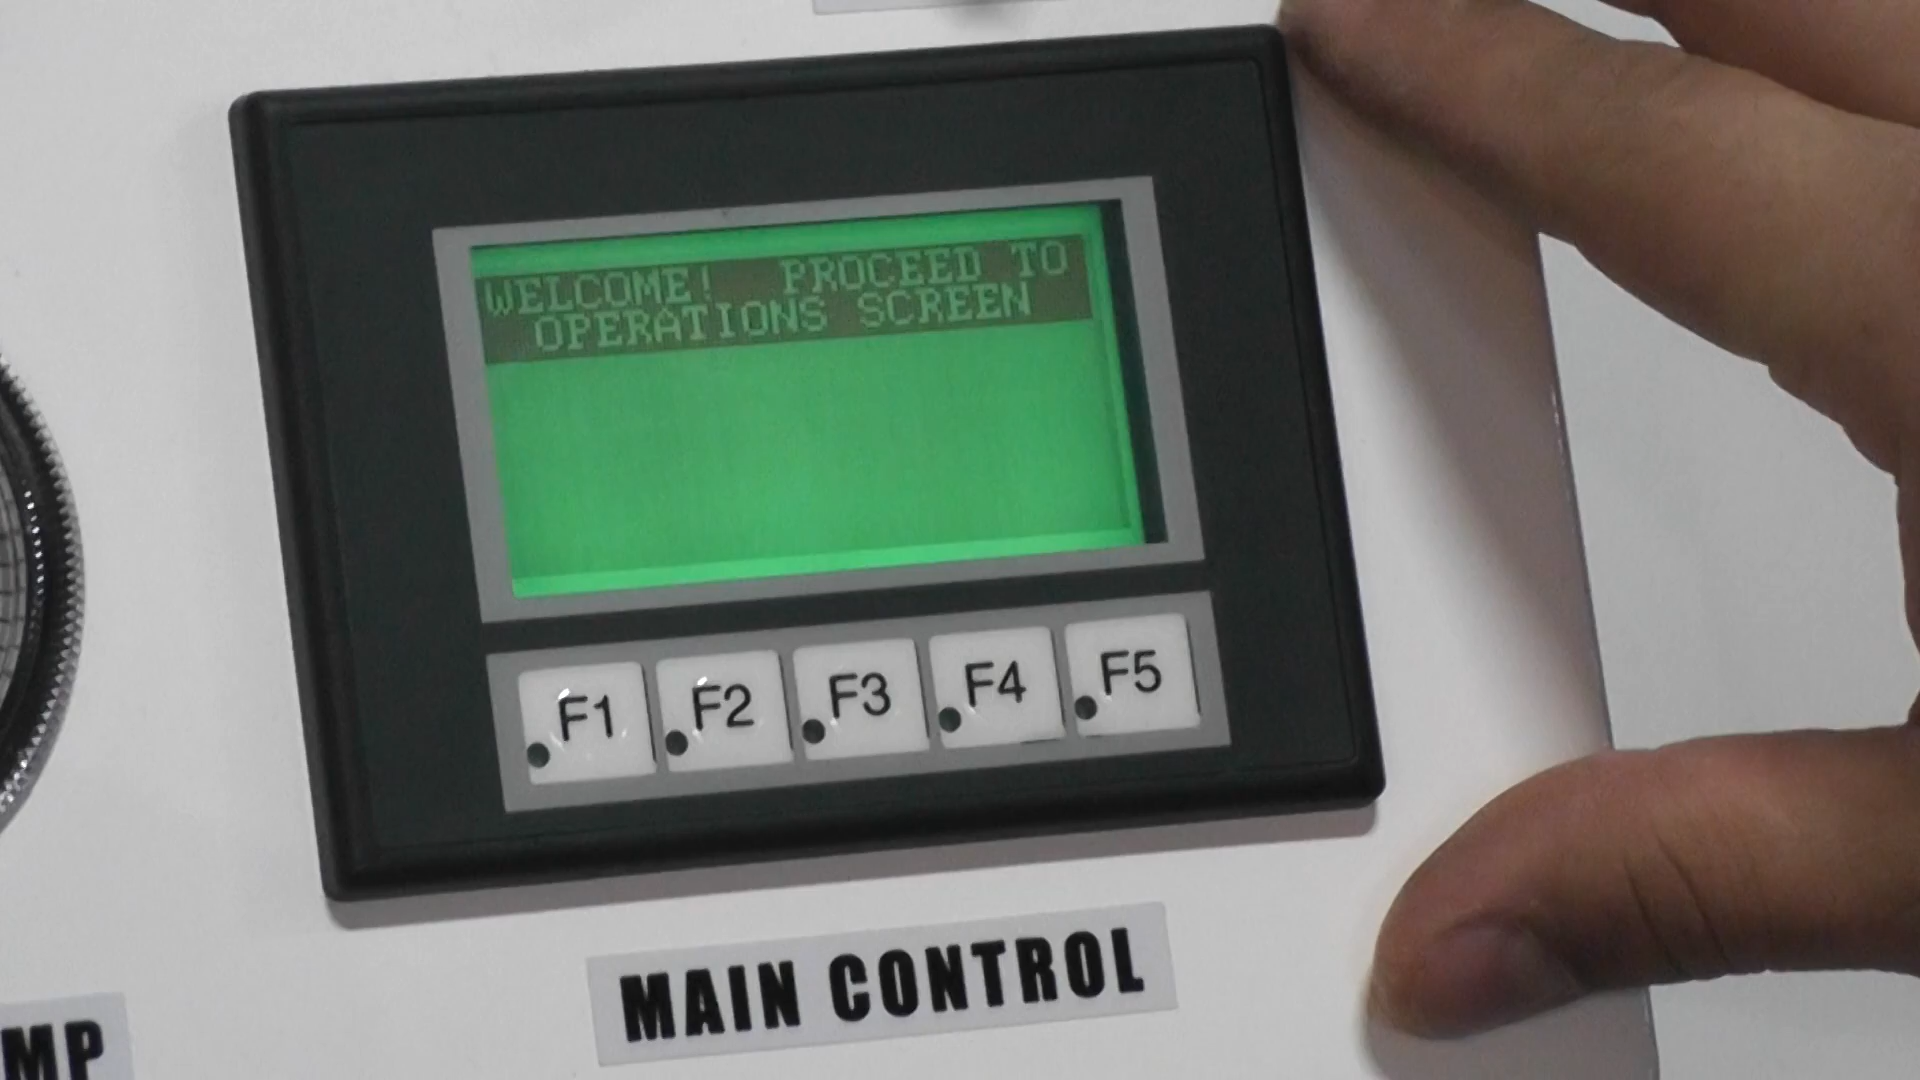 WELCOME! PROCEED TO
OPERATIONS SCREEN
F1 F2 F3 F4 F5
MAIN CONTROL
MP